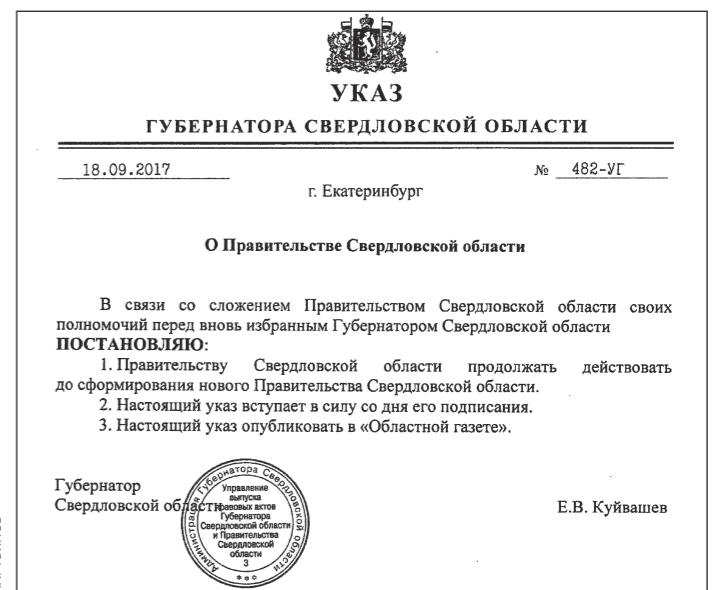 УКАЗ
ГУБЕРНАТОРА СВЕРДЛОВСКОЙ ОБЛАСТИ
18.09.2017 № 482-УГ
г. Екатеринбург
О Правительстве Свердловской области
В связи со сложением Правительством Свердловской области своих
полномочий перед вновь избранным Губернатором Свердловской области
ПОСТАНОВЛЯЮ:
1. Правительству Свердловской области продолжать действовать
до сформирования нового Правительства Свердловской области.
2. Настоящий указ вступает в силу со дня его подписания.
3. Настоящий указ опубликовать в «Областной газете».
Губернатор
Свердловской области Е.В. Куйвашев
Администрация Губернатора Свердловской области
Управление
выпуска
правовых актов
Губернатора
Свердловской области
и Правительства
Свердловской
области
3